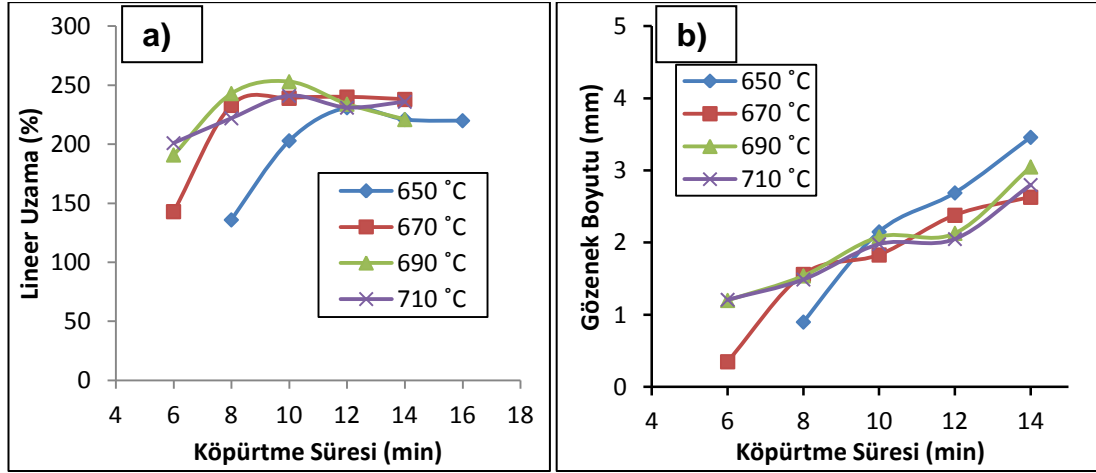 a)
Lineer Uzama (%)
300
250
200
150
100
50
0
650 ˚C
670 ˚C
690 ˚C
710 ˚C
4 6 8 10 12 14 16 18
Köpürtme Süresi (min)
b)
Gözenek Boyutu (mm)
5
4
3
2
1
0
650 ˚C
670 ˚C
690 ˚C
710 ˚C
4 6 8 10 12 14
Köpürtme Süresi (min)